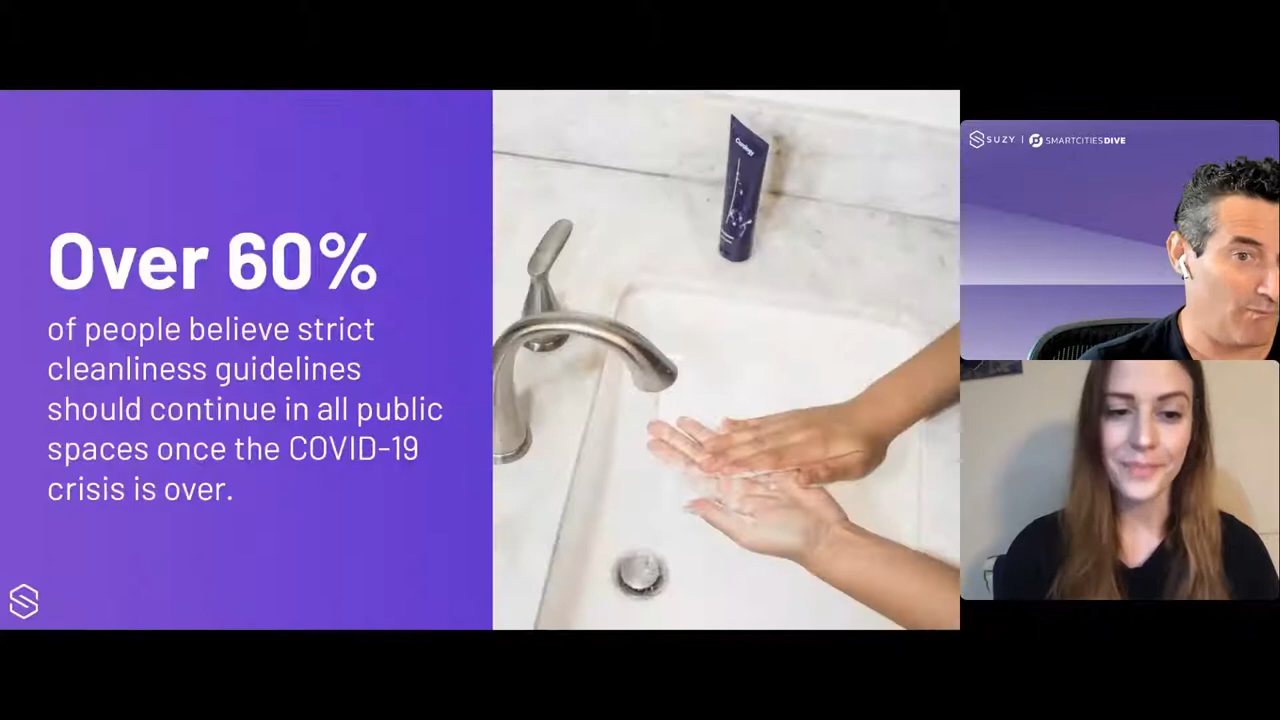 Over 60%
of people believe strict
cleanliness guidelines
should continue in all public
spaces once the COVID-19
crisis is over.
SUZY | SMARTCITIESDIVE